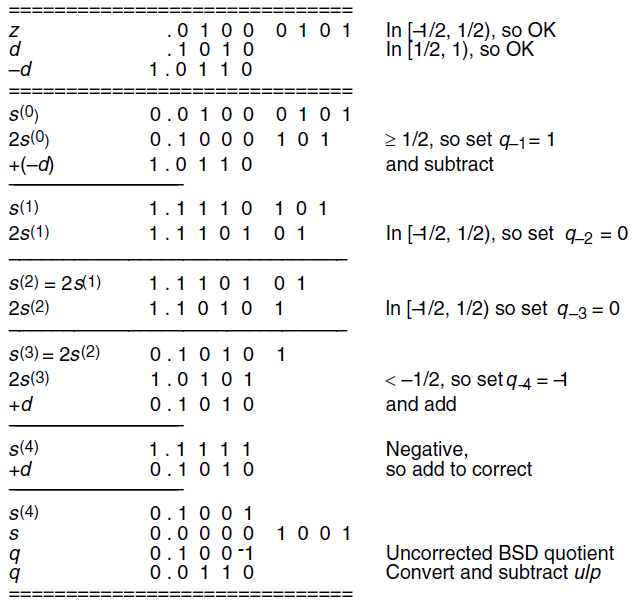 z .0 1 0 0 0 1 0 1 In [–1/2, 1/2), so OK
d .1 0 1 0 In [1/2, 1), so OK
–d 1.0 1 1 0
s(0) 0.0 1 0 0 0 1 0 1
2s(0) 0.1 0 0 0 1 0 1 ≥ 1/2, so set q–1 = 1
+(–d) 1.0 1 1 0 and subtract
s(1) 1.1 1 1 0 1 0 1
2s(1) 1.1 1 0 1 0 1 In [–1/2, 1/2), so set q–2 = 0
s(2) = 2s(1) 1.1 1 0 1 0 1
2s(2) 1.1 0 1 0 1 In [–1/2, 1/2) so set q–3 = 0
s(3) = 2s(2) 0.1 0 1 0 1
2s(3) 1.0 1 0 1 < –1/2, so set q–4 = –1
+d 0.1 0 1 0 and add
s(4) 1.1 1 1 1 Negative,
+d 0.1 0 1 0 so add to correct
s(4) 0.1 0 0 1
s 0.0 0 0 0 1 0 0 1
q 0.1 0 0 -1 Uncorrected BSD quotient
q 0.0 1 1 0 Convert and subtract ulp